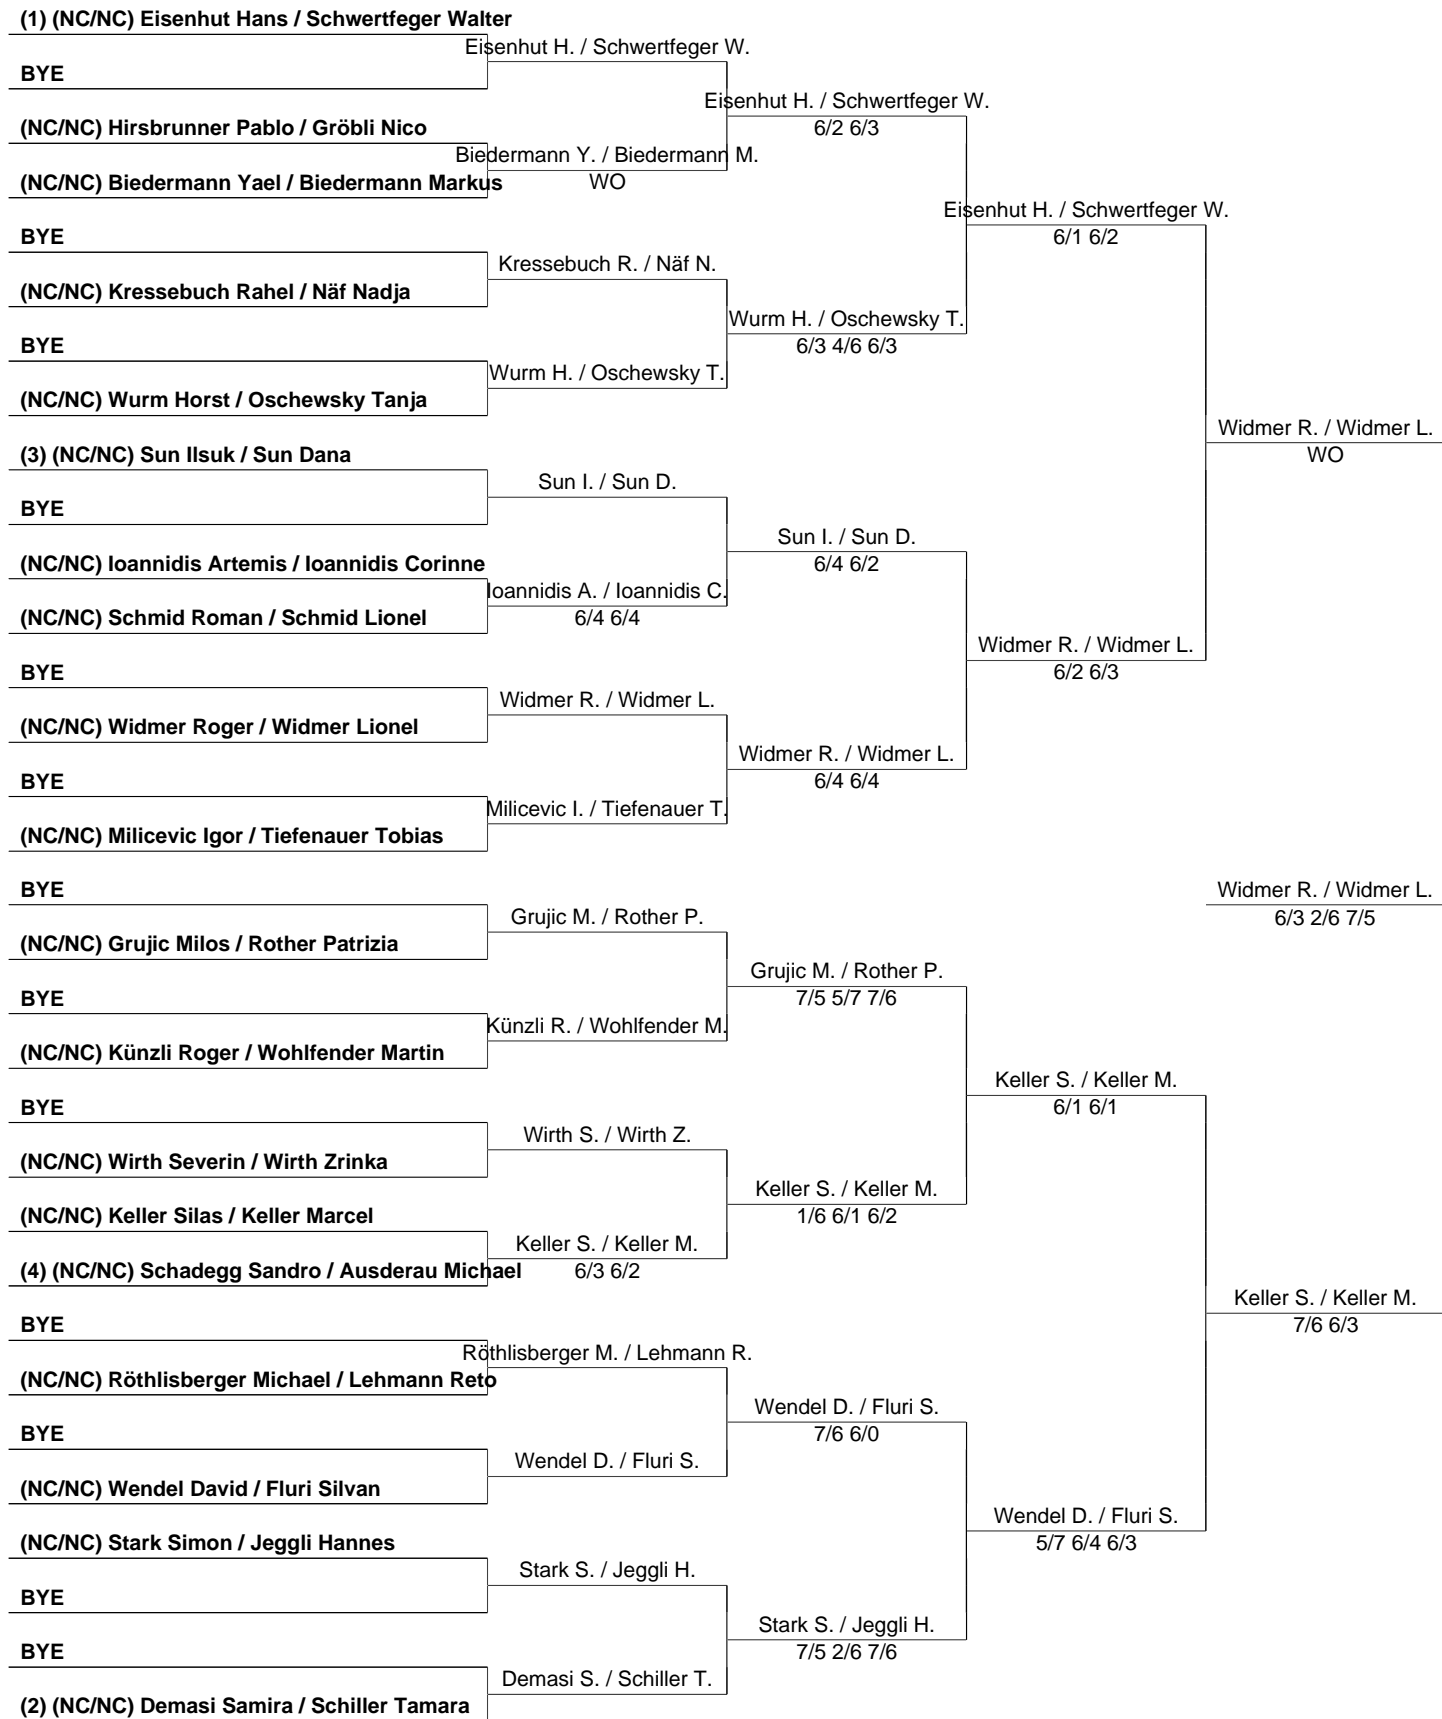 (1) (NC/NC) Eisenhut Hans / Schwertfeger Walter
Eisenhut H. / Schwertfeger W.
BYE
Eisenhut H. / Schwertfeger W.
6/2 6/3
(NC/NC) Hirsbrunner Pablo / Gröbli Nico
Biedermann Y. / Biedermann M.
WO
(NC/NC) Biedermann Yael / Biedermann Markus
Eisenhut H. / Schwertfeger W.
6/1 6/2
BYE
Kressebuch R. / Näf N.
(NC/NC) Kressebuch Rahel / Näf Nadja
Wurm H. / Oschewsky T.
6/3 4/6 6/3
BYE
Wurm H. / Oschewsky T.
(NC/NC) Wurm Horst / Oschewsky Tanja
Widmer R. / Widmer L.
WO
(3) (NC/NC) Sun Ilsuk / Sun Dana
Sun I. / Sun D.
BYE
Sun I. / Sun D.
6/4 6/2
(NC/NC) Ioannidis Artemis / Ioannidis Corinne
Ioannidis A. / Ioannidis C.
6/4 6/4
(NC/NC) Schmid Roman / Schmid Lionel
Widmer R. / Widmer L.
6/2 6/3
BYE
Widmer R. / Widmer L.
(NC/NC) Widmer Roger / Widmer Lionel
Widmer R. / Widmer L.
6/4 6/4
BYE
Milicevic I. / Tiefenauer T.
(NC/NC) Milicevic Igor / Tiefenauer Tobias
BYE
Widmer R. / Widmer L.
6/3 2/6 7/5
Grujic M. / Rother P.
(NC/NC) Grujic Milos / Rother Patrizia
Grujic M. / Rother P.
7/5 5/7 7/6
BYE
Künzli R. / Wohlfender M.
(NC/NC) Künzli Roger / Wohlfender Martin
Keller S. / Keller M.
6/1 6/1
BYE
Wirth S. / Wirth Z.
(NC/NC) Wirth Severin / Wirth Zrinka
Keller S. / Keller M.
1/6 6/1 6/2
(NC/NC) Keller Silas / Keller Marcel
Keller S. / Keller M.
6/3 6/2
(4) (NC/NC) Schadegg Sandro / Ausderau Michael
Keller S. / Keller M.
7/6 6/3
BYE
Röthlisberger M. / Lehmann R.
(NC/NC) Röthlisberger Michael / Lehmann Reto
Wendel D. / Fluri S.
7/6 6/0
BYE
Wendel D. / Fluri S.
(NC/NC) Wendel David / Fluri Silvan
Wendel D. / Fluri S.
5/7 6/4 6/3
(NC/NC) Stark Simon / Jeggli Hannes
Stark S. / Jeggli H.
BYE
Stark S. / Jeggli H.
7/5 2/6 7/6
BYE
Demasi S. / Schiller T.
(2) (NC/NC) Demasi Samira / Schiller Tamara